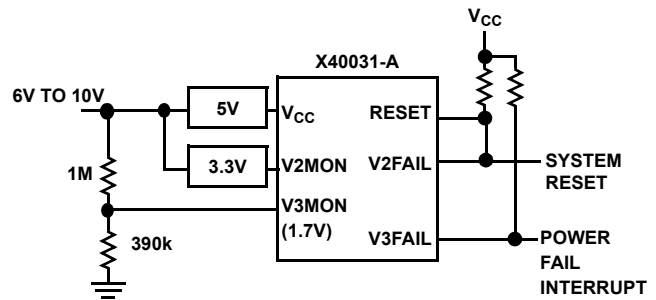 VCC
X40031-A
6V TO 10V
5V
VCC
RESET
3.3V
V2MON
V2FAIL
SYSTEM
RESET
1M
V3MON
(1.7V)
390k
V3FAIL
POWER
FAIL
INTERRUPT